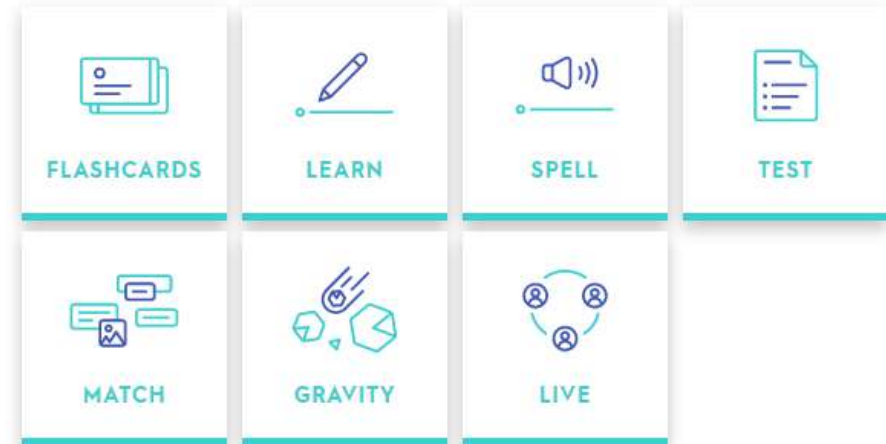 FLASHCARDS
LEARN
SPELL
TEST
MATCH
GRAVITY
LIVE